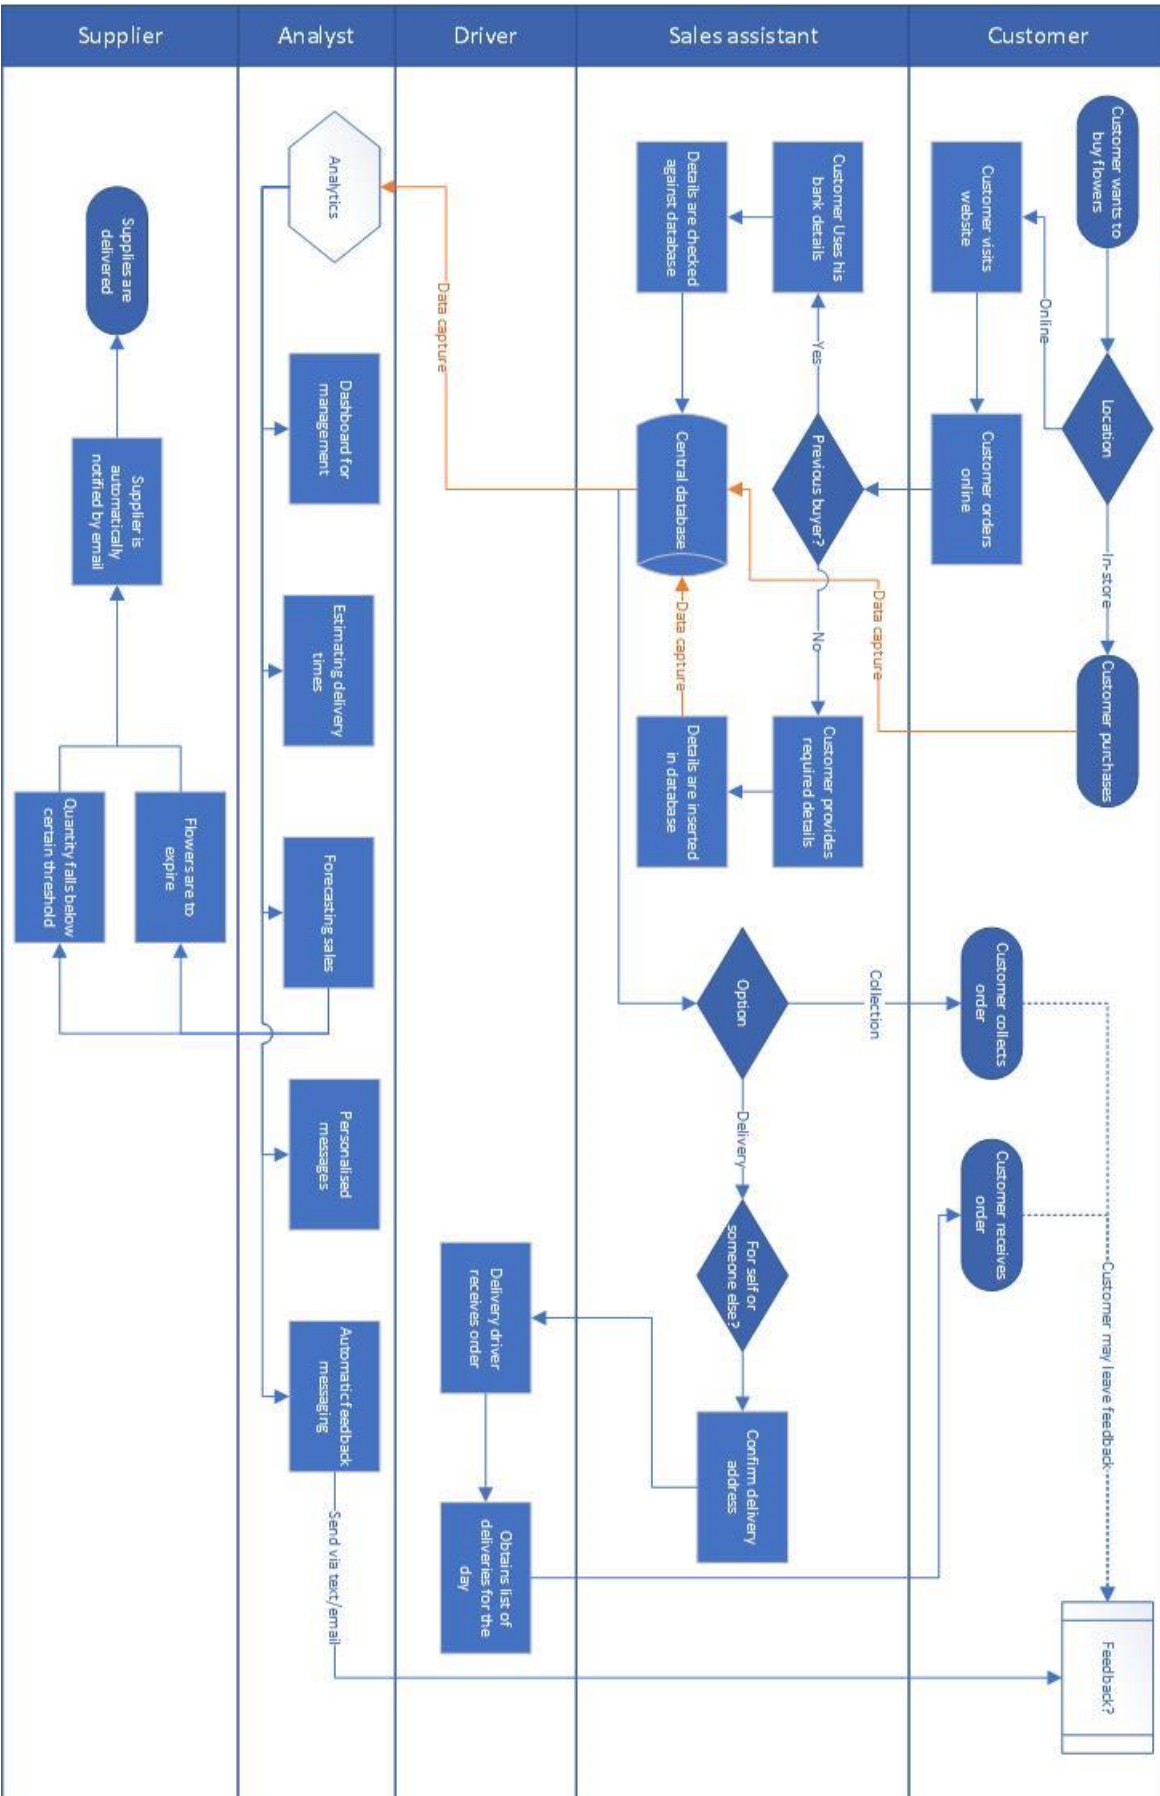 Supplier
Analyst
Driver
Sales assistant
Customer
Customer wants to
buy flowers
Location
Online
In-store
Customer visits
website
Customer orders
online
Customer purchases
Data capture
Customer collects
order
Customer receives
order
Customer may leave feedback
Feedback?
Customer Uses his
bank details
Yes
Previous buyer?
No
Customer provides
required details
Details are checked
against database
Central database
Data capture
Details are inserted
in database
Option
Collection
Delivery
For self or
someone else?
Confirm delivery
address
Data capture
Delivery driver
receives order
Obtains list of
deliveries for the
day
Analytics
Dashboard for
management
Estimating delivery
times
Forecasting sales
Personalised
messages
Automatic feedback
messaging
Send via text/email
Supplies are
delivered
Supplier is
automatically
notified by email
Flowers are to
expire
Quantity falls below
certain threshold